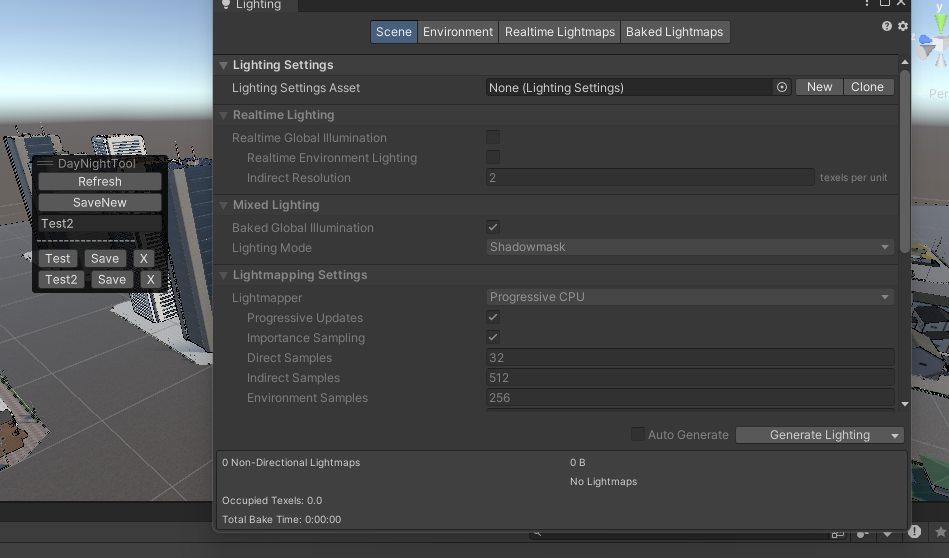 Lighting
Scene
Environment
Realtime Lightmaps
Baked Lightmaps
y
z
Pers
Lighting Settings
Lighting Settings Asset
None (Lighting Settings)
New
Clone
Realtime Lighting
Realtime Global Illumination
Realtime Environment Lighting
Indirect Resolution
2
texels per unit
Mixed Lighting
Baked Global Illumination
Lighting Mode
Shadowmask
Lightmapping Settings
Lightmapper
Progressive CPU
Progressive Updates
Importance Sampling
Direct Samples
32
Indirect Samples
512
Environment Samples
256
Auto Generate
Generate Lighting
0 Non-Directional Lightmaps
0 B
No Lightmaps
Occupied Texels: 0.0
Total Bake Time: 0:00:00
DayNightTool
Refresh
SaveNew
Test2
-------------------
Test Save X
Test2 Save X